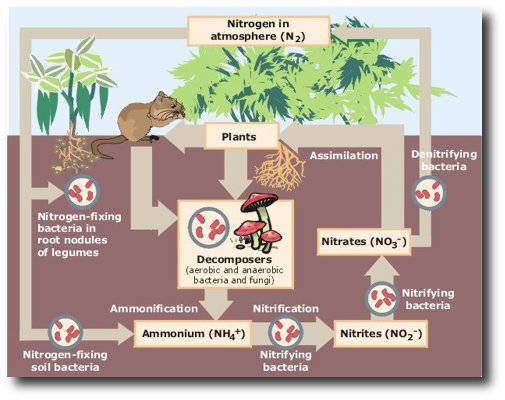 Nitrogen in
atmosphere (N2)
Plants
Assimilation
Denitrifying
bacteria
Nitrogen-fixing
bacteria in
root nodules
of legumes
Decomposers
(aerobic and anaerobic
bacteria and fungi)
Nitrates (NO3-)
Ammonification
Nitrification
Nitrifying
bacteria
Ammonium (NH4+)
Nitrites (NO2-)
Nitrogen-fixing
soil bacteria
Nitrifying
bacteria